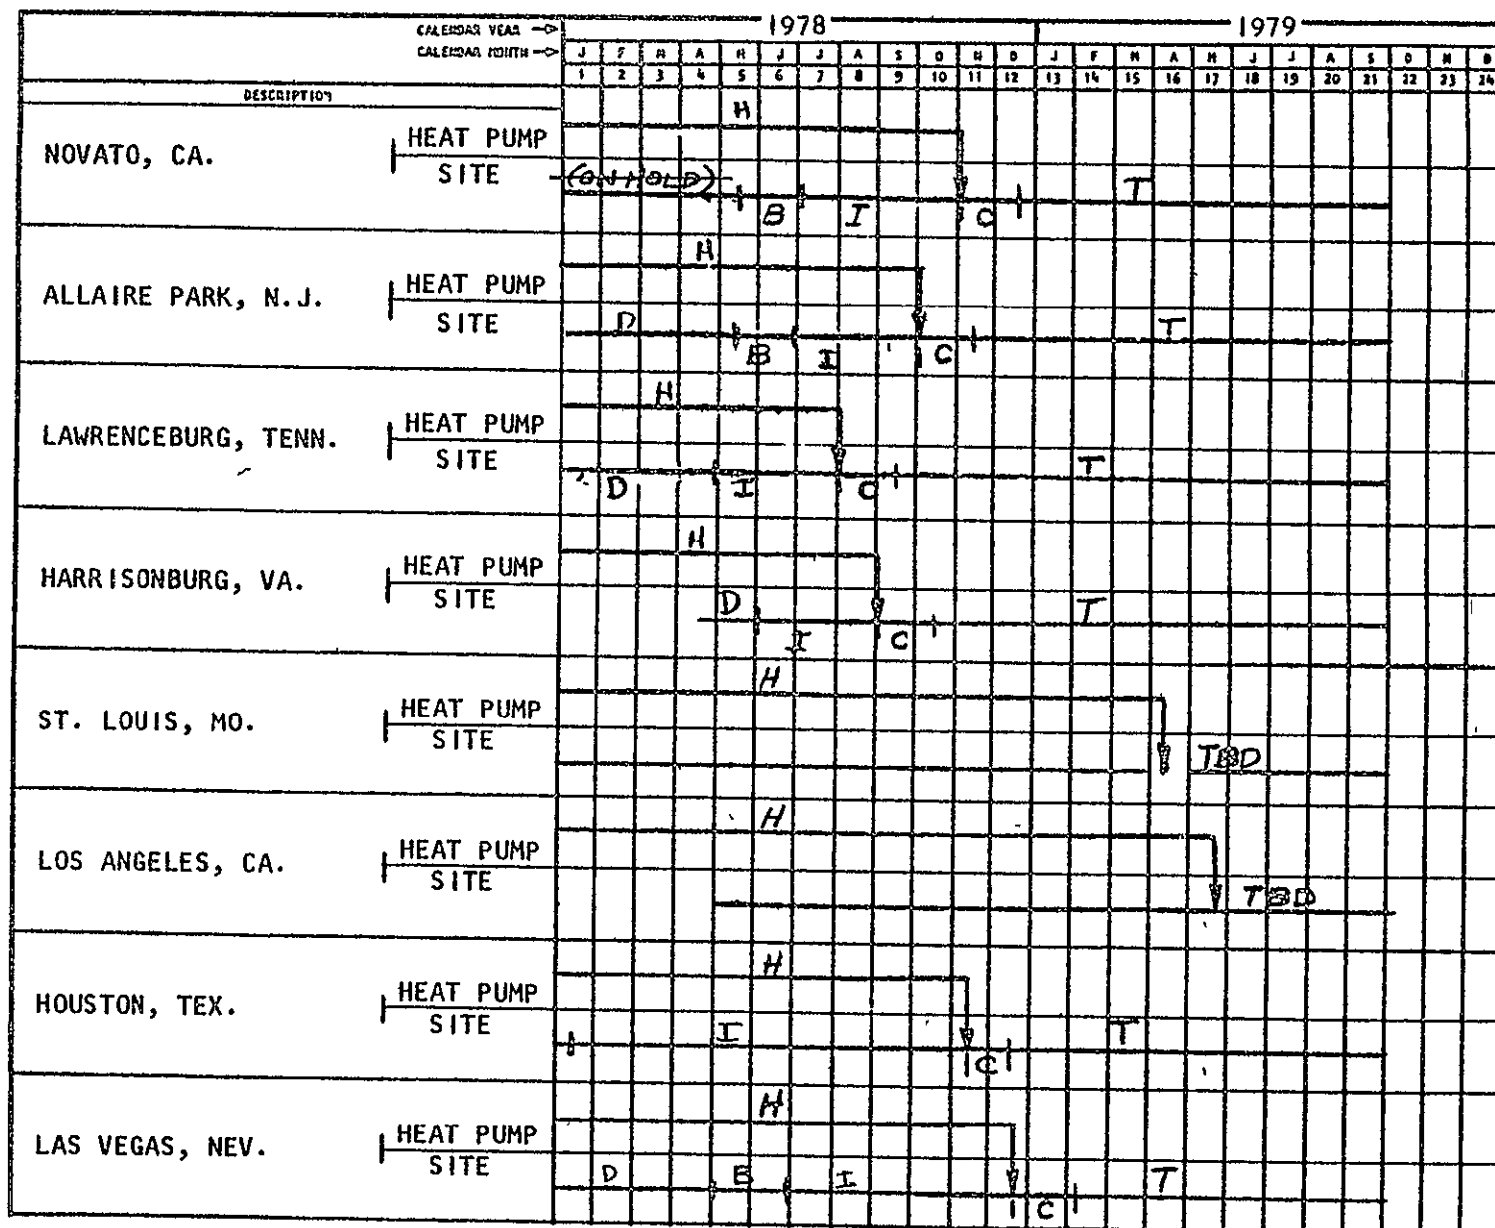 CALENDAR YEAR → 1978 1979
CALENDAR MONTH → J F M A M J J A S O N D J F M A M J J A S O N D
1 2 3 4 5 6 7 8 9 10 11 12 13 14 15 16 17 18 19 20 21 22 23 24
DESCRIPTION
H
NOVATO, CA. HEAT PUMP
SITE (ON HOLD) T
B I C
H
ALLAIRE PARK, N.J. HEAT PUMP
SITE D T
B I C
H
LAWRENCEBURG, TENN. HEAT PUMP
SITE T
D I C
H
HARRISONBURG, VA. HEAT PUMP
SITE D T
I C
H
ST. LOUIS, MO. HEAT PUMP
SITE TBD
H
LOS ANGELES, CA. HEAT PUMP
SITE TBD
H
HOUSTON, TEX. HEAT PUMP
SITE I T
C
H
LAS VEGAS, NEV. HEAT PUMP
SITE D B I T
C